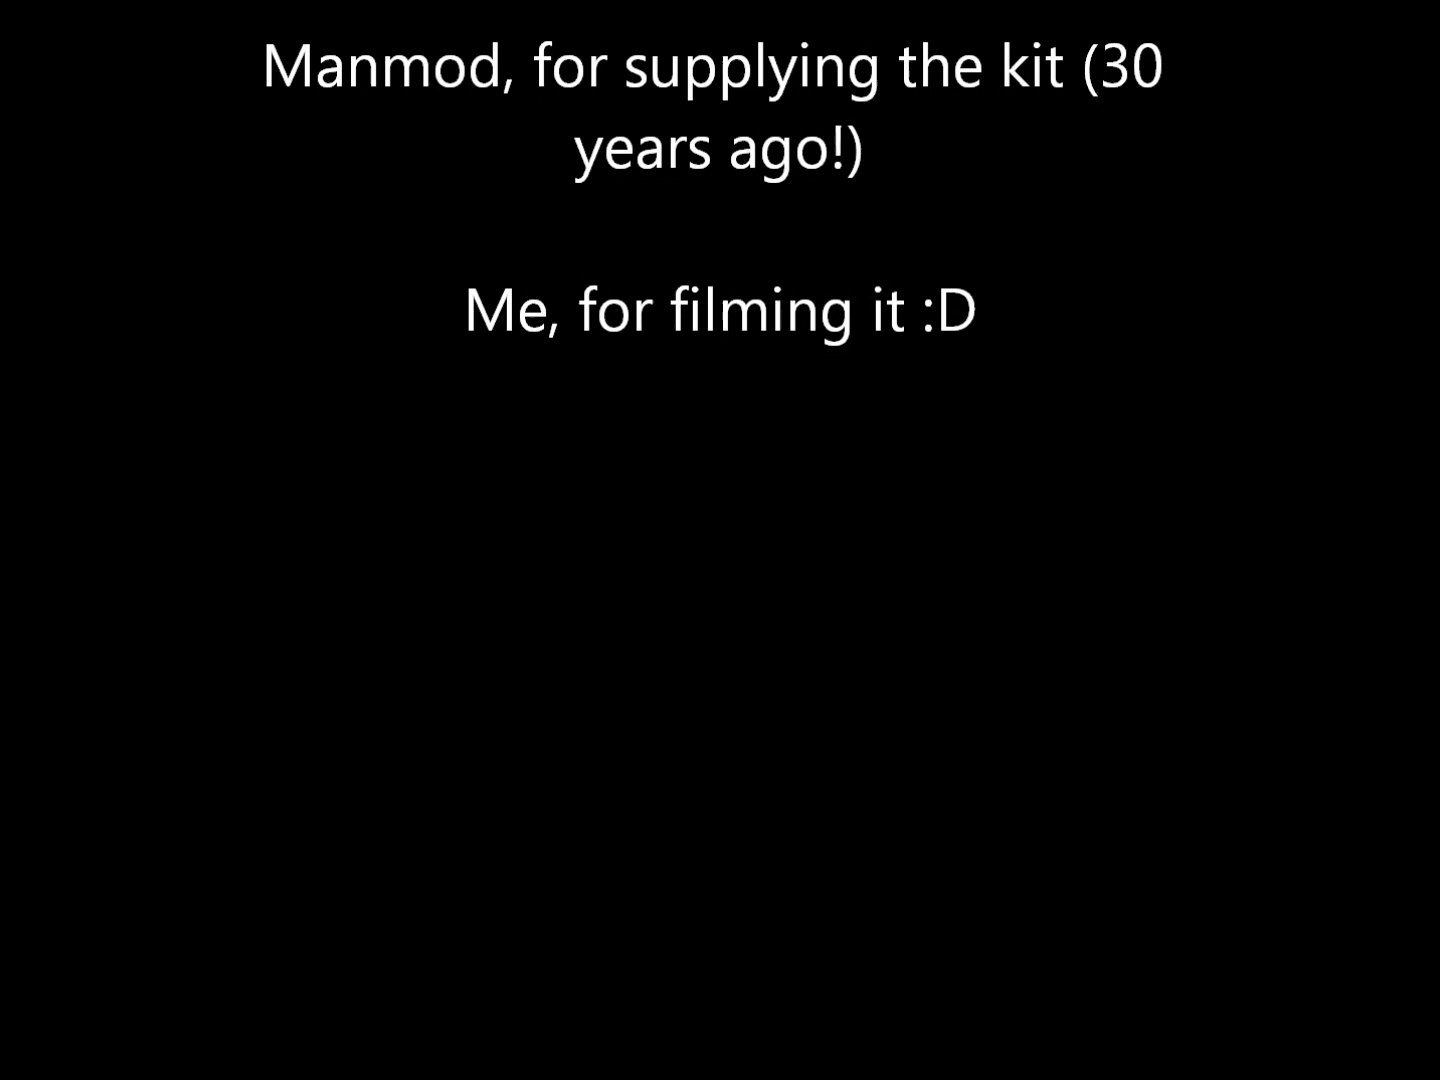 Manmod, for supplying the kit (30
years ago!)
Me, for filming it :D